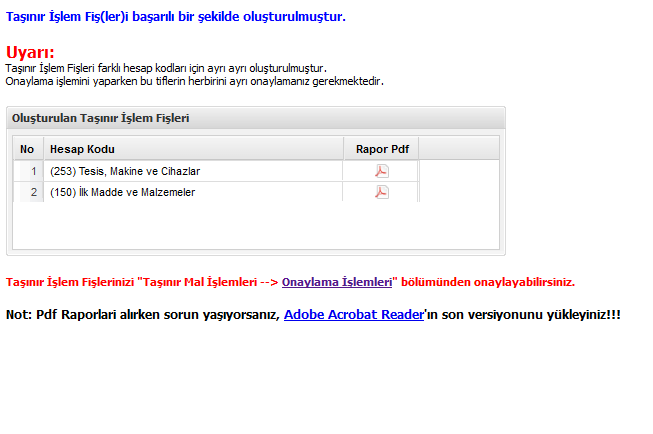 Taşınır İşlem Fiş(ler)i başarılı bir şekilde oluşturulmuştur.
Uyarı:
Taşınır İşlem Fişleri farklı hesap kodları için ayrı ayrı oluşturulmuştur.
Onaylama işlemini yaparken bu tiflerin herbirini ayrı onaylamanız gerekmektedir.
Oluşturulan Taşınır İşlem Fişleri
No Hesap Kodu Rapor Pdf
1 (253) Tesis, Makine ve Cihazlar
2 (150) İlk Madde ve Malzemeler
Taşınır İşlem Fişlerinizi "Taşınır Mal İşlemleri --> Onaylama İşlemleri" bölümünden onaylayabilirsiniz.
Not: Pdf Raporlari alırken sorun yaşıyorsanız, Adobe Acrobat Reader'ın son versiyonunu yükleyiniz!!!